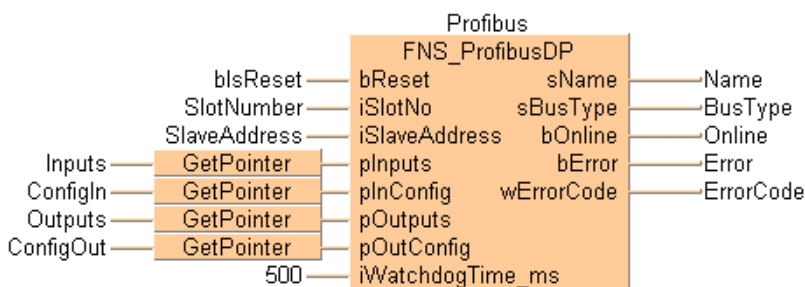 Profibus
FNS_ProfibusDP
bIsReset bReset sName Name
SlotNumber iSlotNo sBusType BusType
SlaveAddress iSlaveAddress bOnline Online
Inputs GetPointer pInputs bError Error
ConfigIn GetPointer pInConfig wErrorCode ErrorCode
Outputs GetPointer pOutputs
ConfigOut GetPointer pOutConfig
500 iWatchdogTime_ms